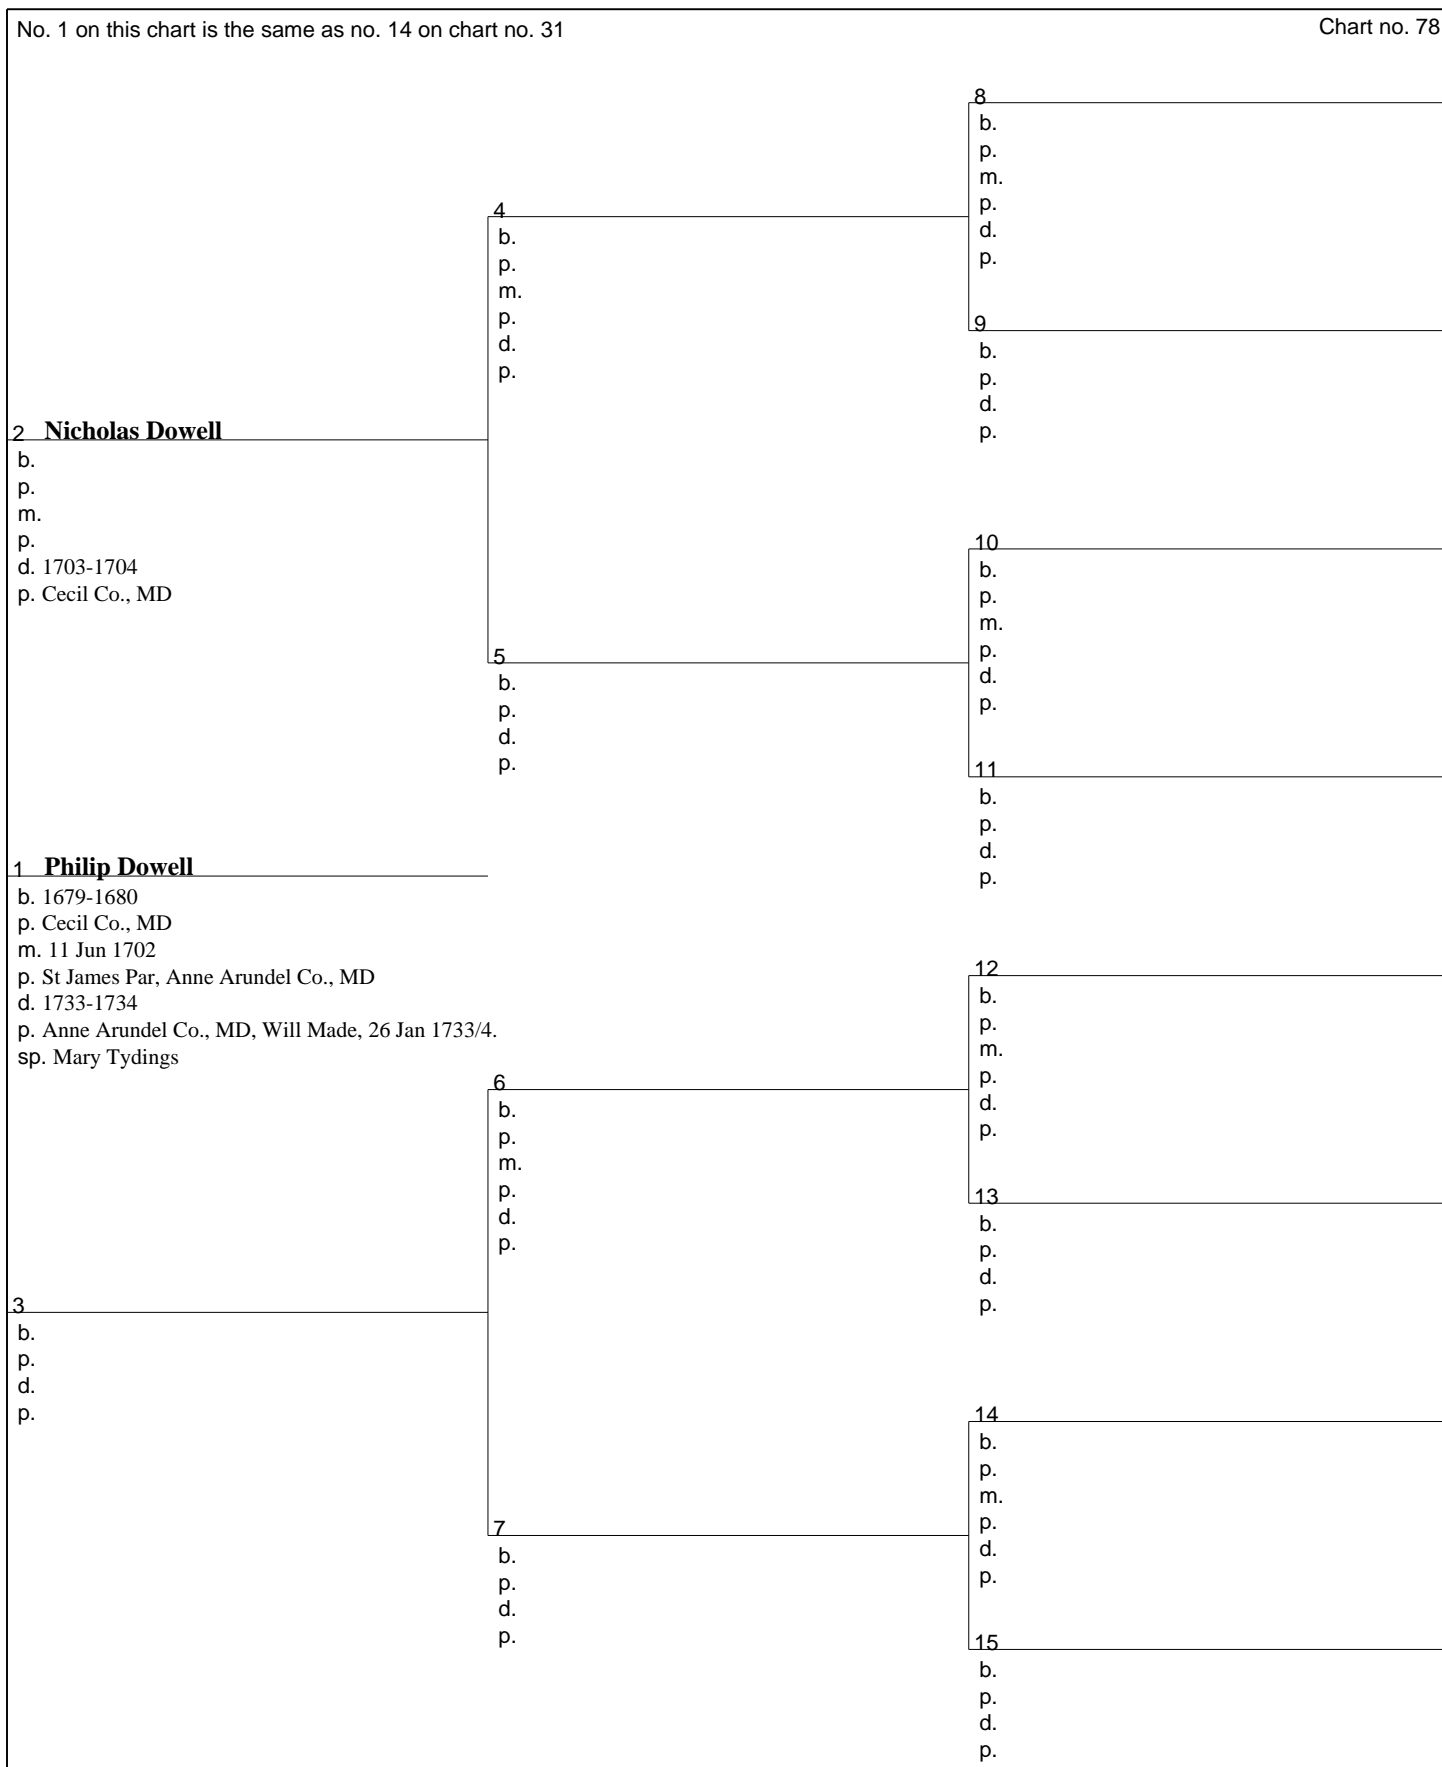 No. 1 on this chart is the same as no. 14 on chart no. 31
Chart no. 78
8
b.
p.
m.
p.
d.
p.
4
b.
p.
m.
p.
d.
p.
9
b.
p.
d.
p.
2 Nicholas Dowell
b.
p.
m.
p.
d. 1703-1704
p. Cecil Co., MD
10
b.
p.
m.
p.
d.
p.
5
b.
p.
d.
p.
11
b.
p.
d.
p.
1 Philip Dowell
b. 1679-1680
p. Cecil Co., MD
m. 11 Jun 1702
p. St James Par, Anne Arundel Co., MD
d. 1733-1734
p. Anne Arundel Co., MD, Will Made, 26 Jan 1733/4.
sp. Mary Tydings
12
b.
p.
m.
p.
d.
p.
6
b.
p.
m.
p.
d.
p.
13
b.
p.
d.
p.
3
b.
p.
d.
p.
14
b.
p.
m.
p.
d.
p.
7
b.
p.
d.
p.
15
b.
p.
d.
p.